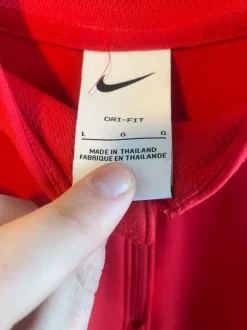 DRI-FIT
L G G
MADE IN THAILAND
FABRIQUE EN THAILANDE